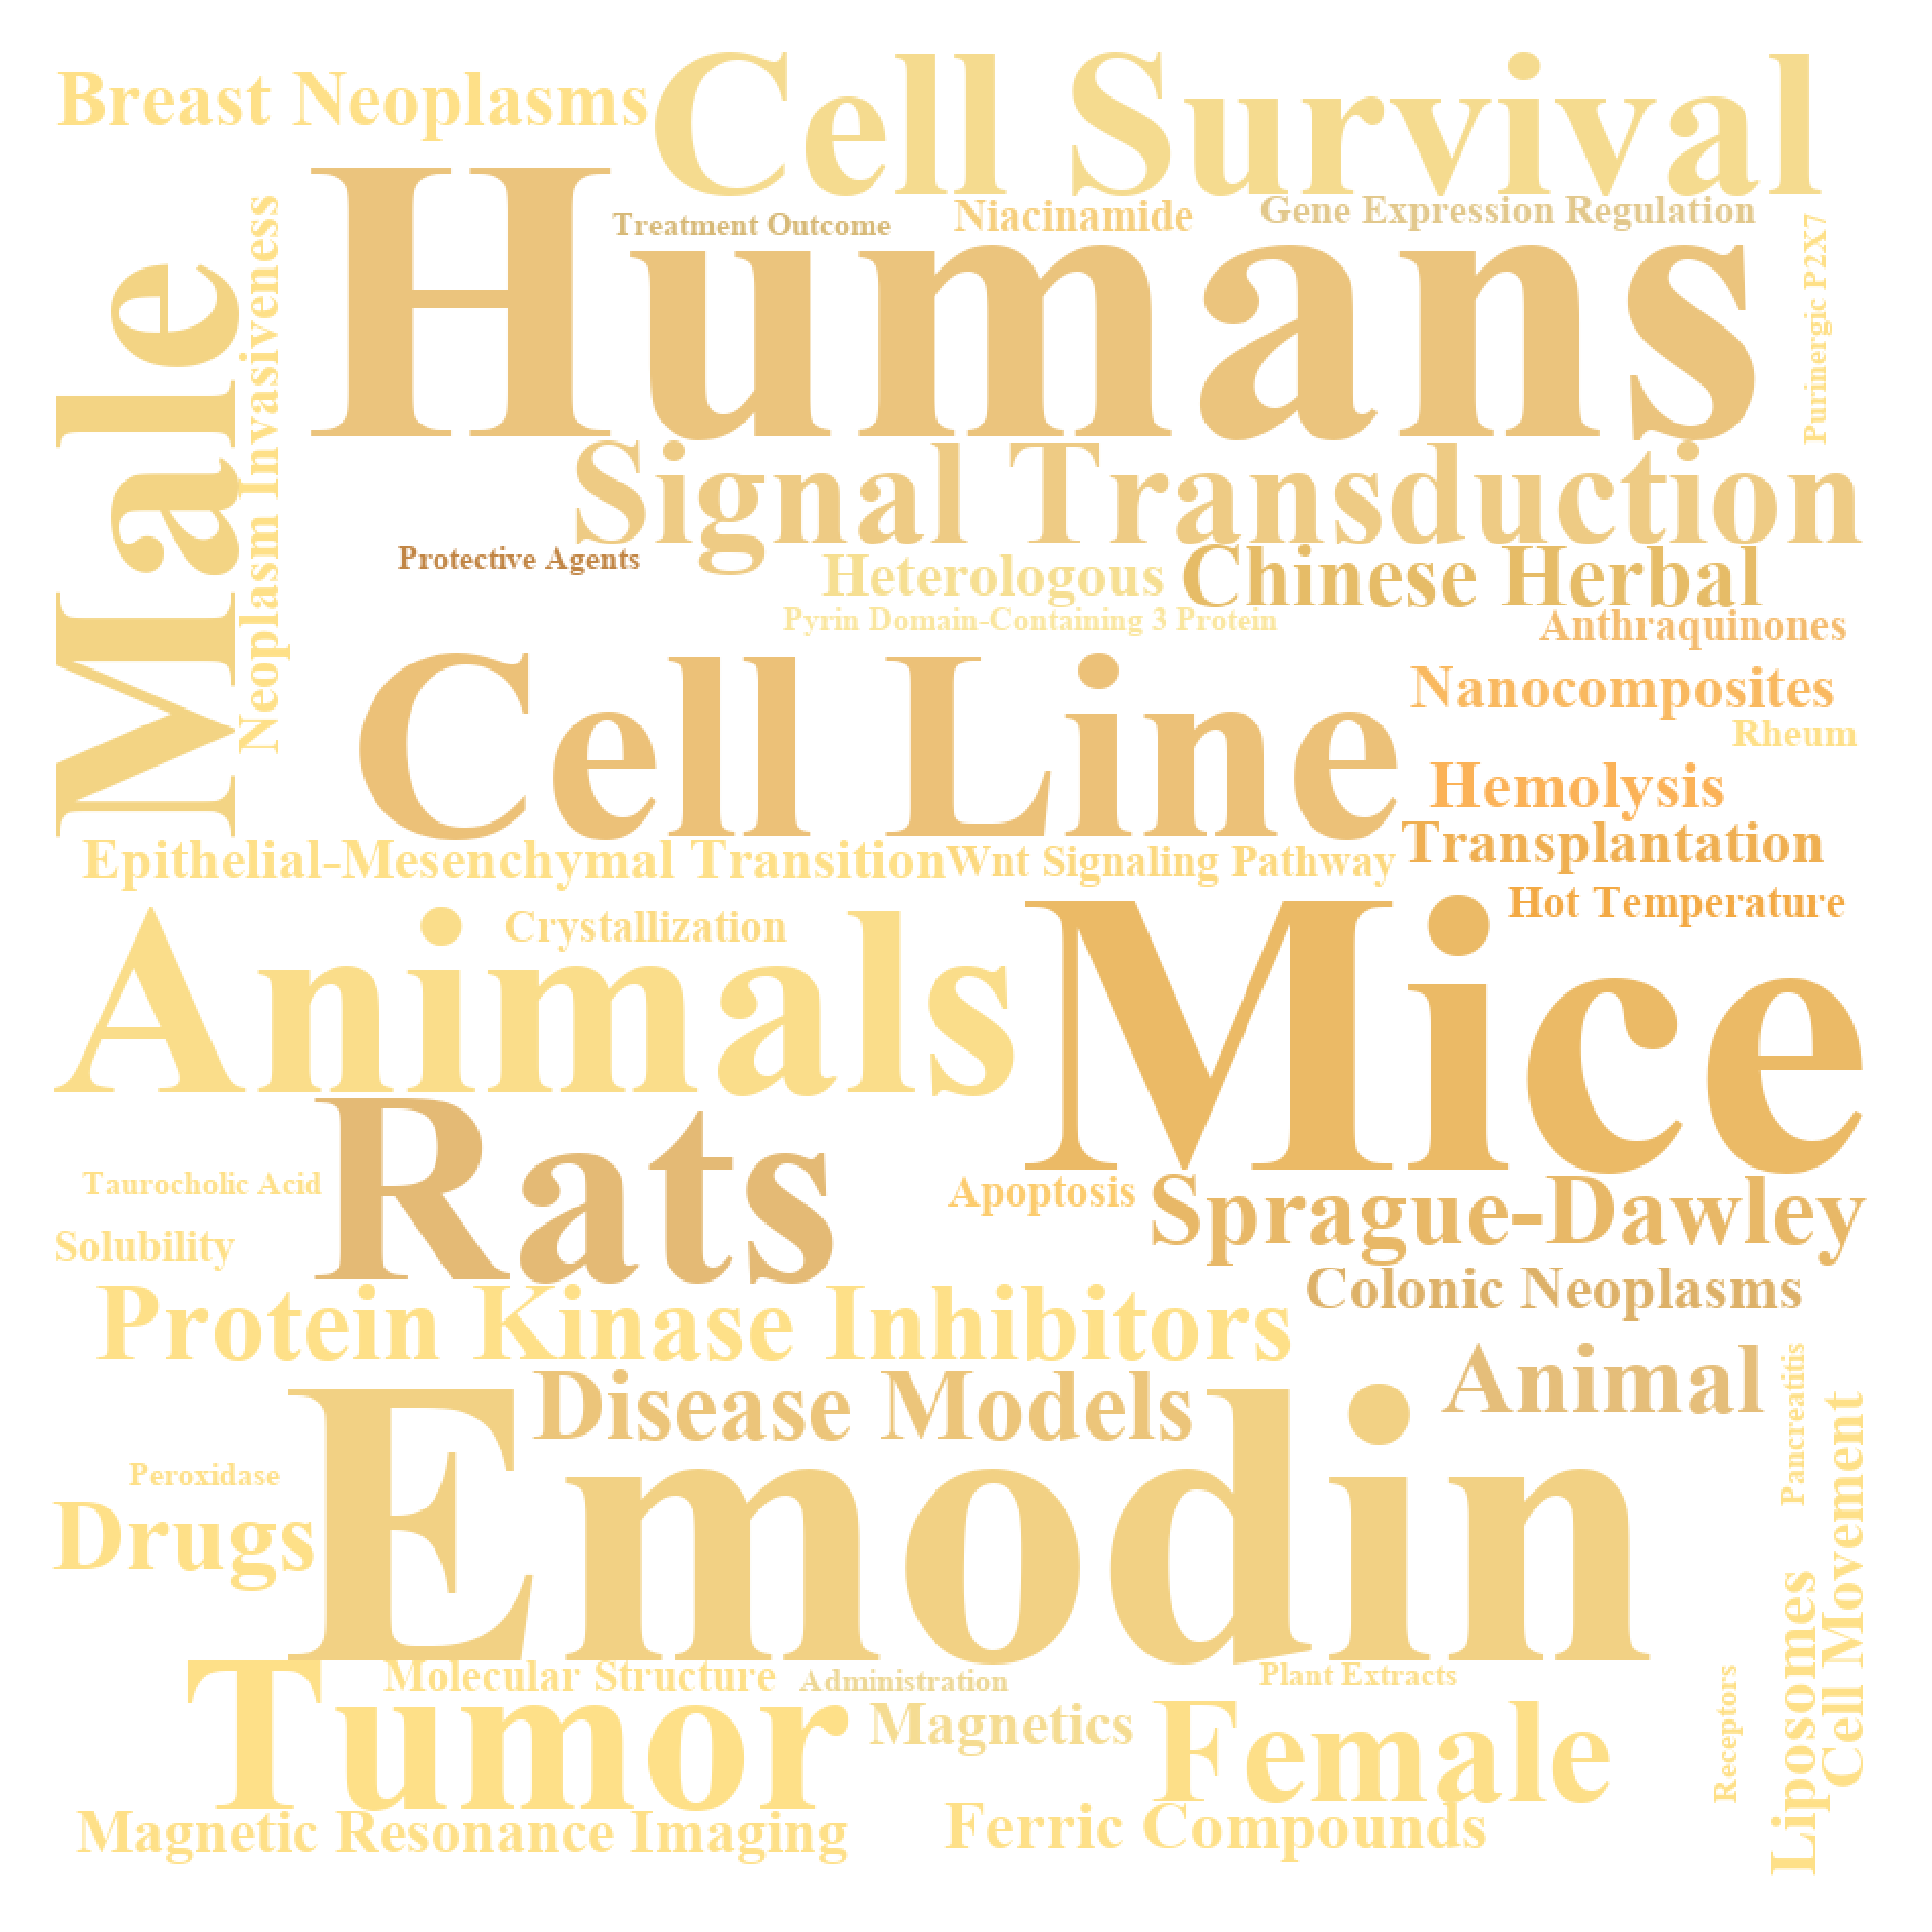 Breast Neoplasms
Cell Survival
Humans
Treatment Outcome
Niacinamide
Gene Expression Regulation
Purinergic P2X7
Male
Neoplasm Invasiveness
Signal Transduction
Protective Agents
Heterologous
Chinese Herbal
Pyrin Domain-Containing 3 Protein
Anthraquinones
Cell Line
Nanocomposites
Rheum
Hemolysis
Transplantation
Epithelial-Mesenchymal Transition
Wnt Signaling Pathway
Hot Temperature
Animals
Crystallization
Mice
Rats
Taurocholic Acid
Apoptosis
Sprague-Dawley
Solubility
Protein Kinase Inhibitors
Colonic Neoplasms
Disease Models
Animal
Pancreatitis
Emodin
Peroxidase
Drugs
Cell Movement
Liposomes
Molecular Structure
Administration
Plant Extracts
Receptors
Tumor
Magnetics
Female
Magnetic Resonance Imaging
Ferric Compounds